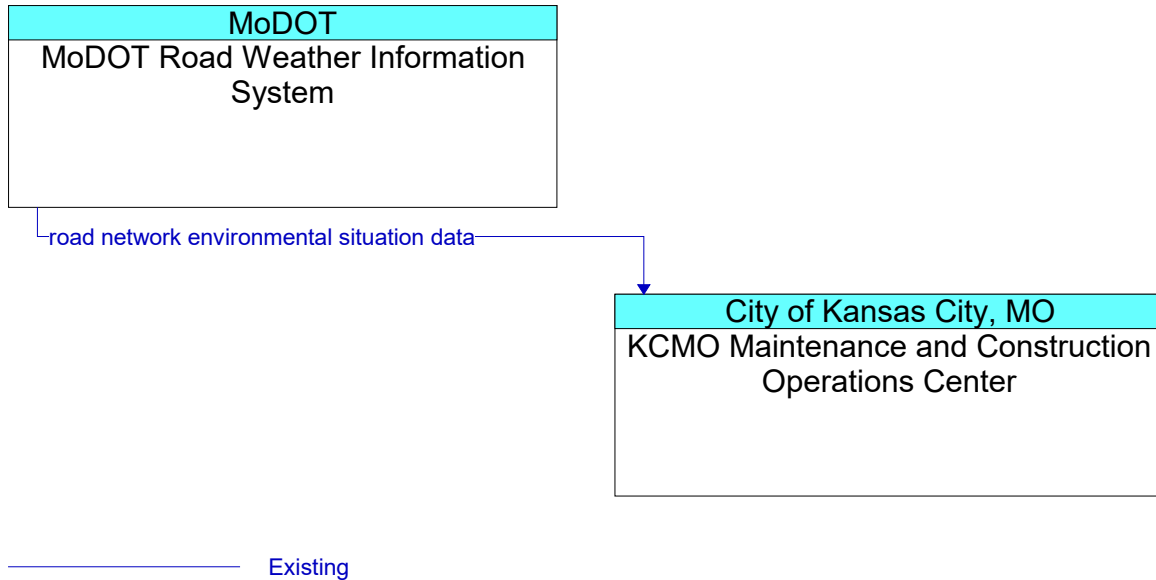 MoDOT
MoDOT Road Weather Information
System
road network environmental situation data
City of Kansas City, MO
KCMO Maintenance and Construction
Operations Center
Existing